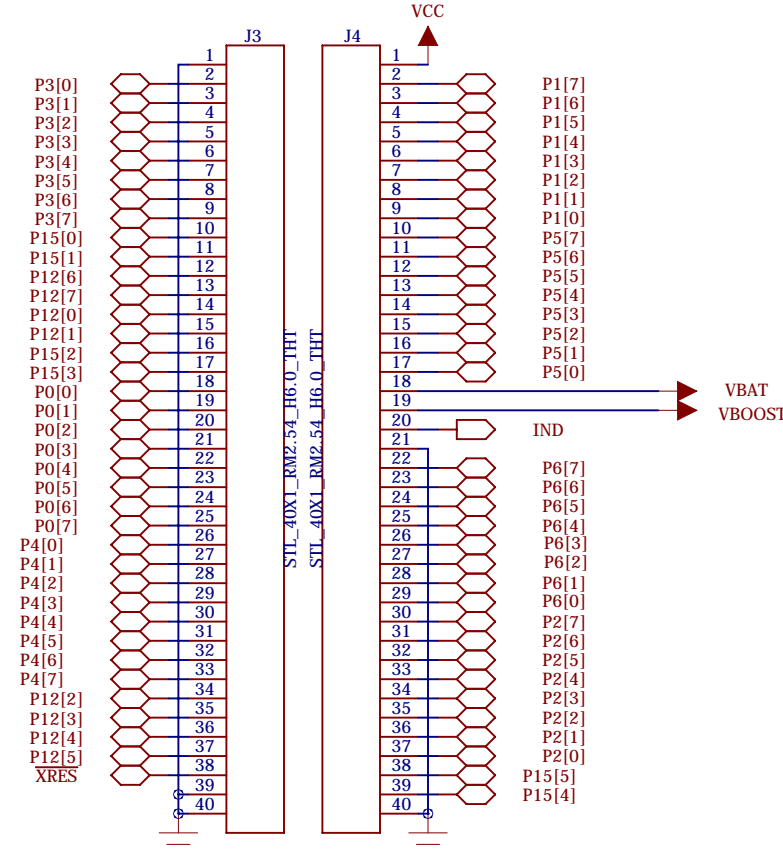 VCC
J3
J4
1
2
3
4
5
6
7
8
9
10
11
12
13
14
15
16
17
18
19
20
21
22
23
24
25
26
27
28
29
30
31
32
33
34
35
36
37
38
39
40
P3[0]
P3[1]
P3[2]
P3[3]
P3[4]
P3[5]
P3[6]
P3[7]
P15[0]
P15[1]
P12[6]
P12[7]
P12[0]
P12[1]
P15[2]
P15[3]
P0[0]
P0[1]
P0[2]
P0[3]
P0[4]
P0[5]
P0[6]
P0[7]
P4[0]
P4[1]
P4[2]
P4[3]
P4[4]
P4[5]
P4[6]
P4[7]
P12[2]
P12[3]
P12[4]
P12[5]
XRES
STL_40X1_RM2.54_H6.0_THT
STL_40X1_RM2.54_H6.0_THT
1
2
3
4
5
6
7
8
9
10
11
12
13
14
15
16
17
18
19
20
21
22
23
24
25
26
27
28
29
30
31
32
33
34
35
36
37
38
39
40
P1[7]
P1[6]
P1[5]
P1[4]
P1[3]
P1[2]
P1[1]
P1[0]
P5[7]
P5[6]
P5[5]
P5[4]
P5[3]
P5[2]
P5[1]
P5[0]
VBAT
VBOOST
IND
P6[7]
P6[6]
P6[5]
P6[4]
P6[3]
P6[2]
P6[1]
P6[0]
P2[7]
P2[6]
P2[5]
P2[4]
P2[3]
P2[2]
P2[1]
P2[0]
P15[5]
P15[4]